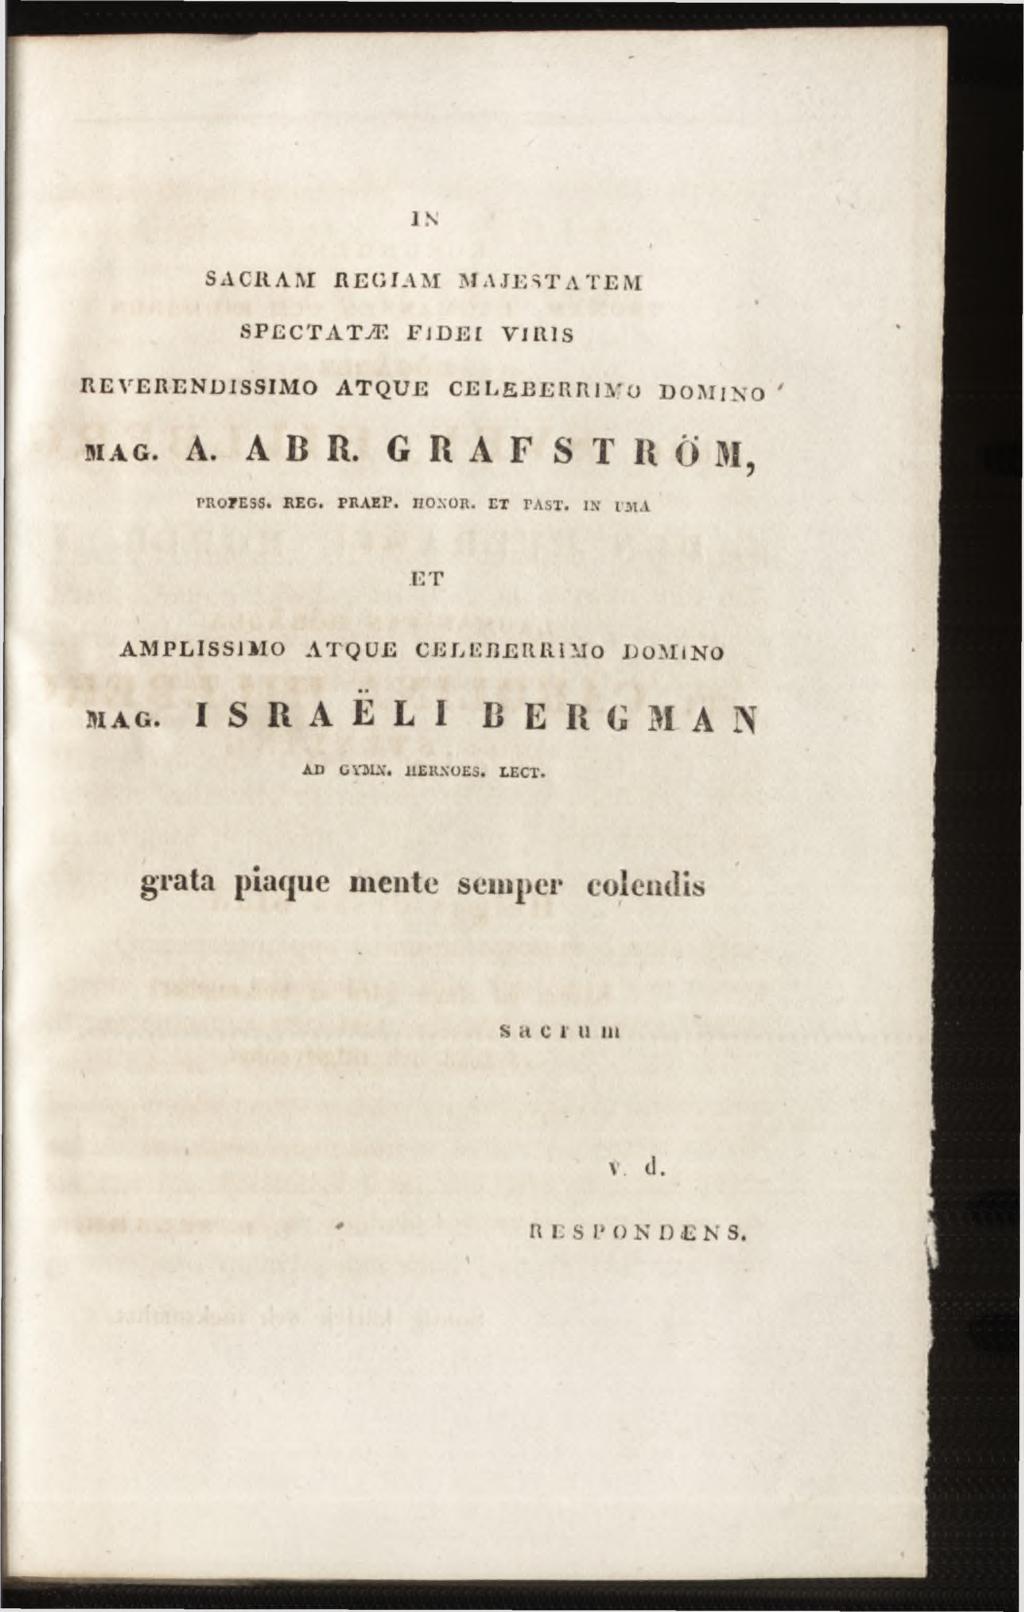 IN
SACRAM REGIAM MAJESTATEM
SPECTATÆ FIDEI VIRIS
REVERENDISSIMO ATQUE CELEBERRIMO DOMINO
MAG. A. ABR. GRAFSTRÖM,
PROFESS. REG. PRAEP. HONOR. ET PAST. IN UMÅ
ET
AMPLISSIMO ATQUE CELEBERRIMO DOMINO
MAG. ISRAËLI BERGMAN
AD GYMN. HERNOES. LECT.
grata piaque mente semper colendis
sacrum
v. d.
RESPONDENS.